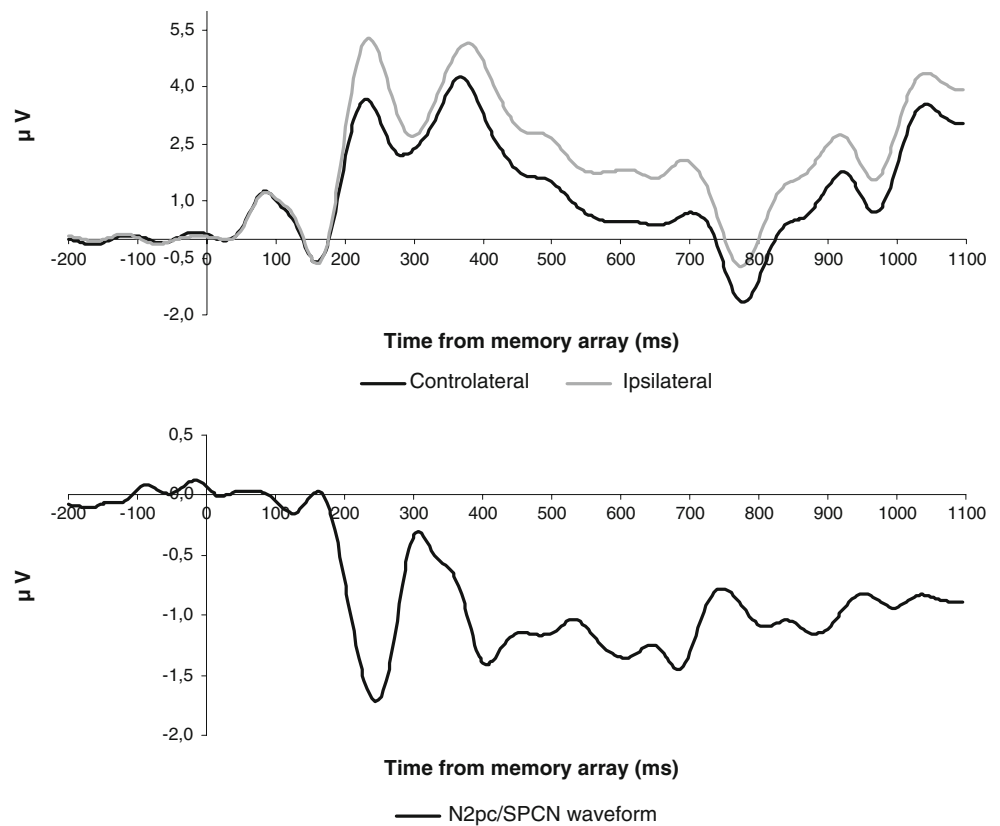 5,5
4,0
2,5
1,0
-0,5
-2,0
µ V
-200 -100 0 100 200 300 400 500 600 700 800 900 1000 1100
Time from memory array (ms)
Controlateral Ipsilateral
0,5
0,0
-0,5
-1,0
-1,5
-2,0
µ V
-200 -100 0 100 200 300 400 500 600 700 800 900 1000 1100
Time from memory array (ms)
N2pc/SPCN waveform